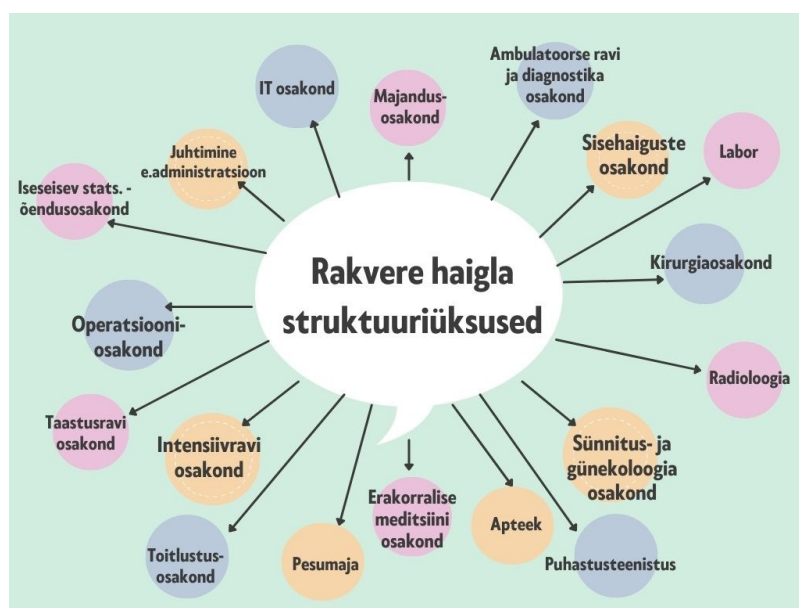 Rakvere haigla
struktuuriüksused
IT osakond
Majandus-
osakond
Ambulatoorse ravi
ja diagnostika
osakond
Sisehaiguste
osakond
Labor
Kirurgiaosakond
Radioloogia
Sünnitus- ja
günekoloogia
osakond
Puhastusteenistus
Apteek
Erakorralise
meditsiini
osakond
Pesumaja
Toitlustus-
osakond
Intensiivravi
osakond
Taastusravi
osakond
Operatsiooni-
osakond
Iseseisev stats. -
õendusosakond
Juhtimine
e.administratsioon